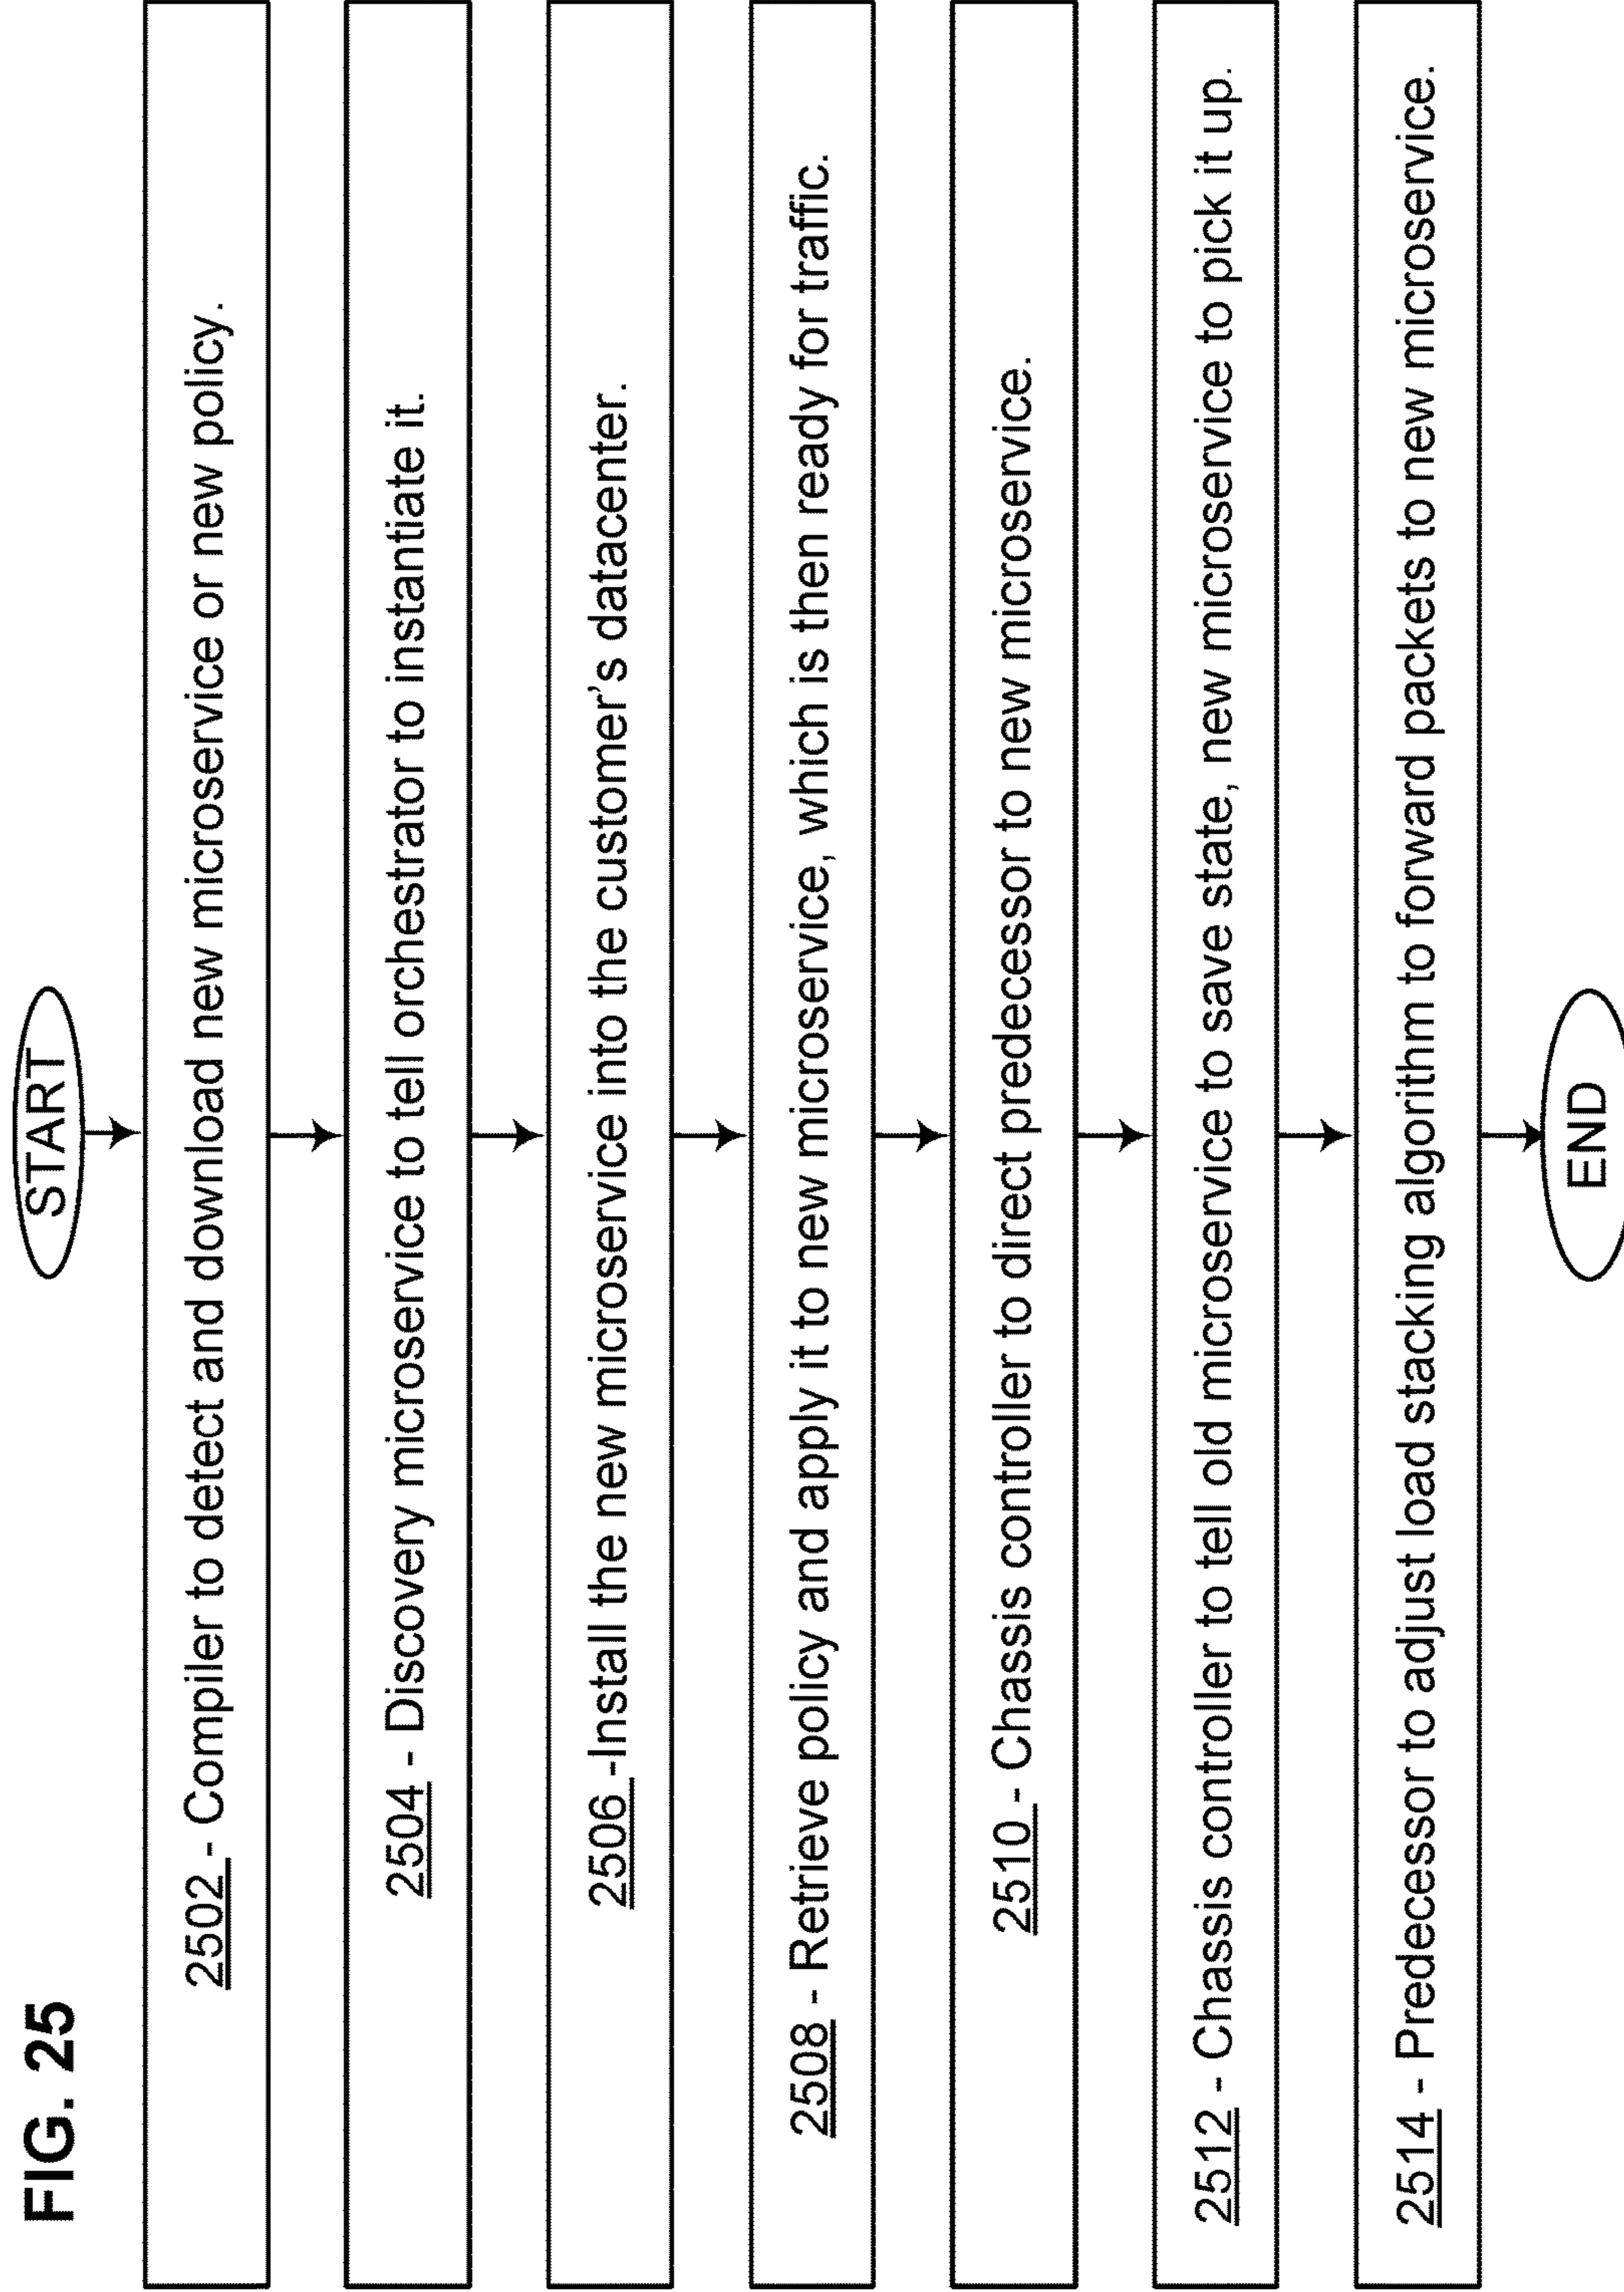 FIG. 25
START
2502 - Compiler to detect and download new microservice or new policy.
2504 - Discovery microservice to tell orchestrator to instantiate it.
2506 -Install the new microservice into the customer's datacenter.
2508 - Retrieve policy and apply it to new microservice, which is then ready for traffic.
2510 - Chassis controller to direct predecessor to new microservice.
2512 - Chassis controller to tell old microservice to save state, new microservice to pick it up.
2514 - Predecessor to adjust load stacking algorithm to forward packets to new microservice.
END